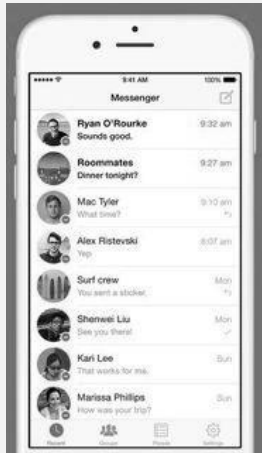 9:41 AM 100%
Messenger
Ryan O'Rourke 9:32 am
Sounds good.
Roommates 9:27 am
Dinner tonight?
Mac Tyler 9:10 am
What time?
Alex Ristevski 8:07 am
Yep
Surf crew Mon
You sent a sticker.
Shenwei Liu Mon
See you there!
Kari Lee Sun
That works for me.
Marissa Phillips Sun
How was your trip?
Recent Groups People Settings